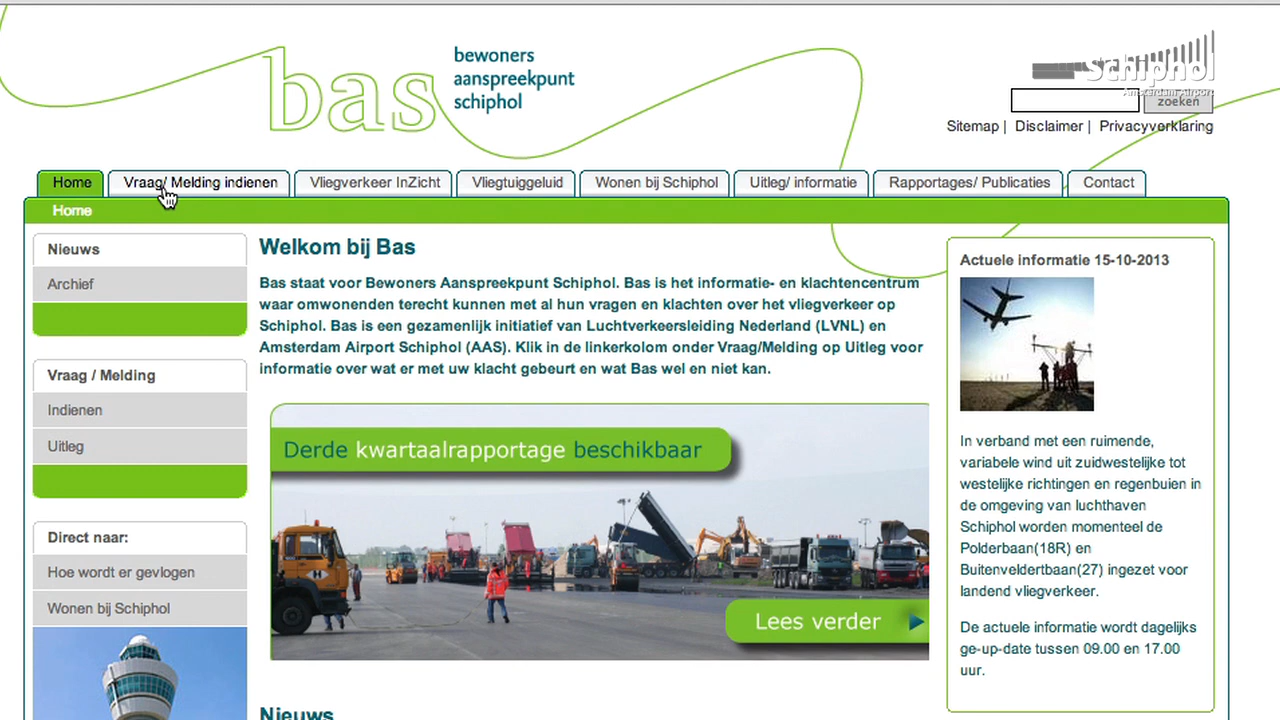 bas
bewoners
aanspreekpunt
schiphol
Schiphol
Amsterdam Airport
zoeken
Sitemap | Disclaimer | Privacyverklaring
Home
Vraag/ Melding indienen
Vliegverkeer InZicht
Vliegtuiggeluid
Wonen bij Schiphol
Uitleg/ informatie
Rapportages/ Publicaties
Contact
Home
Nieuws
Archief
Vraag / Melding
Indienen
Uitleg
Direct naar:
Hoe wordt er gevlogen
Wonen bij Schiphol
Welkom bij Bas
Bas staat voor Bewoners Aanspreekpunt Schiphol. Bas is het informatie- en klachtencentrum
waar omwonenden terecht kunnen met al hun vragen en klachten over het vliegverkeer op
Schiphol. Bas is een gezamenlijk initiatief van Luchtverkeersleiding Nederland (LVNL) en
Amsterdam Airport Schiphol (AAS). Klik in de linkerkolom onder Vraag/Melding op Uitleg voor
informatie over wat er met uw klacht gebeurt en wat Bas wel en niet kan.
Derde kwartaalrapportage beschikbaar
H
Lees verder
Nieuws
Actuele informatie 15-10-2013
In verband met een ruimende,
variabele wind uit zuidwestelijke tot
westelijke richtingen en regenbuien in
de omgeving van luchthaven
Schiphol worden momenteel de
Polderbaan(18R) en
Buitenveldertbaan(27) ingezet voor
landend vliegverkeer.
De actuele informatie wordt dagelijks
ge-up-date tussen 09.00 en 17.00
uur.